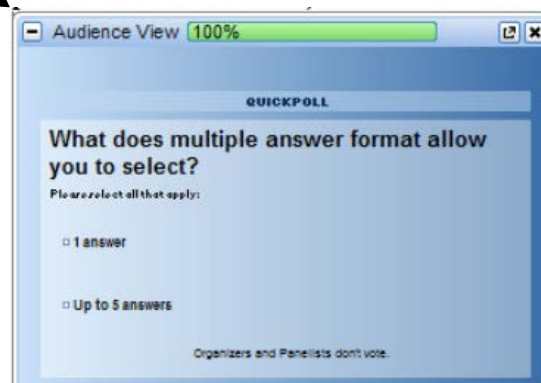 Audience View 100%
QUICKPOLL
What does multiple answer format allow
you to select?
Please select all that apply:
1 answer
Up to 5 answers
Organizers and Panelists don't vote.